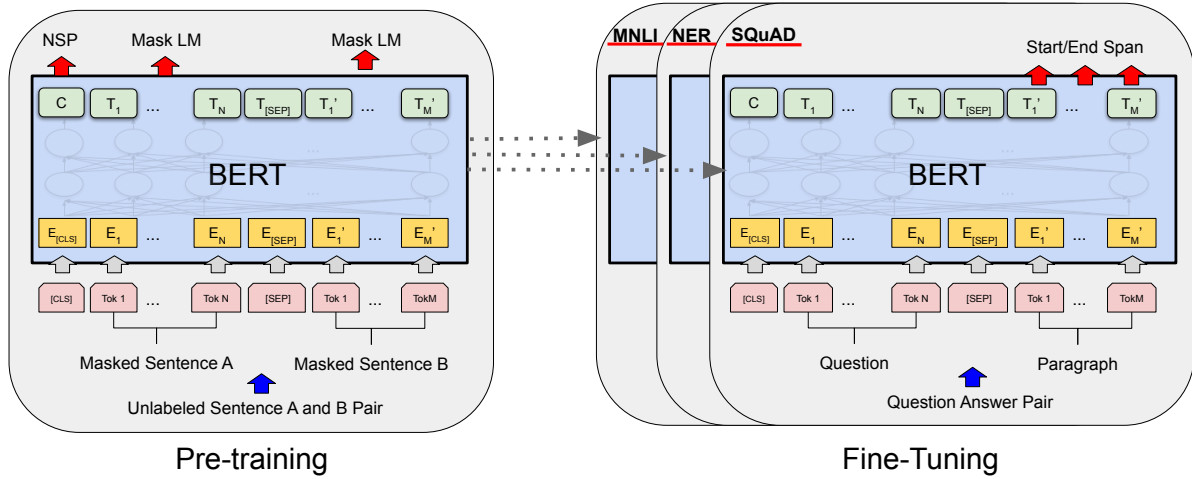 NSP Mask LM Mask LM
C T1 ... TN T[SEP] T1' ... TM'
...
BERT
...
E[CLS] E1 ... EN E[SEP] E1' ... EM'
[CLS] Tok 1 ... Tok N [SEP] Tok 1 ... TokM
Masked Sentence A Masked Sentence B
Unlabeled Sentence A and B Pair
Pre-training
MNLI NER SQuAD
Start/End Span
C T1 ... TN T[SEP] T1' ... TM'
...
BERT
...
E[CLS] E1 ... EN E[SEP] E1' ... EM'
[CLS] Tok 1 ... Tok N [SEP] Tok 1 ... TokM
Question Paragraph
Question Answer Pair
Fine-Tuning